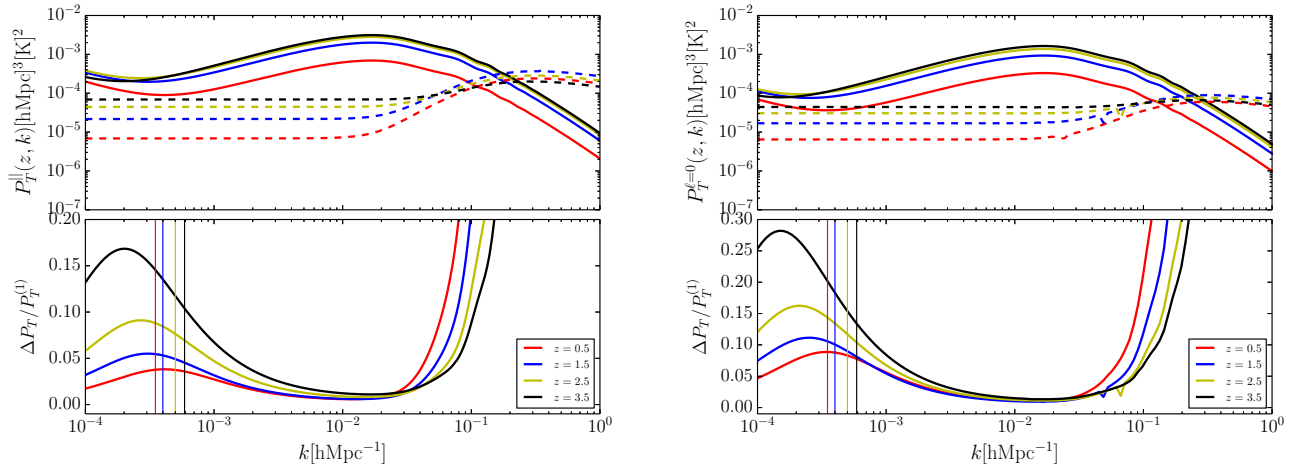 10⁻²
10⁻³
10⁻⁴
10⁻⁵
10⁻⁶
10⁻⁷
P_T^{||}(z, k)[hMpc]³[K]²
0.20
0.15
0.10
0.05
0.00
ΔP_T/P_T^{(1)}
z = 0.5
z = 1.5
z = 2.5
z = 3.5
10⁻⁴ 10⁻³ 10⁻² 10⁻¹ 10⁰
k[hMpc⁻¹]
10⁻²
10⁻³
10⁻⁴
10⁻⁵
10⁻⁶
10⁻⁷
P_T^{ℓ=0}(z, k)[hMpc]³[K]²
0.30
0.25
0.20
0.15
0.10
0.05
0.00
ΔP_T/P_T^{(1)}
z = 0.5
z = 1.5
z = 2.5
z = 3.5
10⁻⁴ 10⁻³ 10⁻² 10⁻¹ 10⁰
k[hMpc⁻¹]